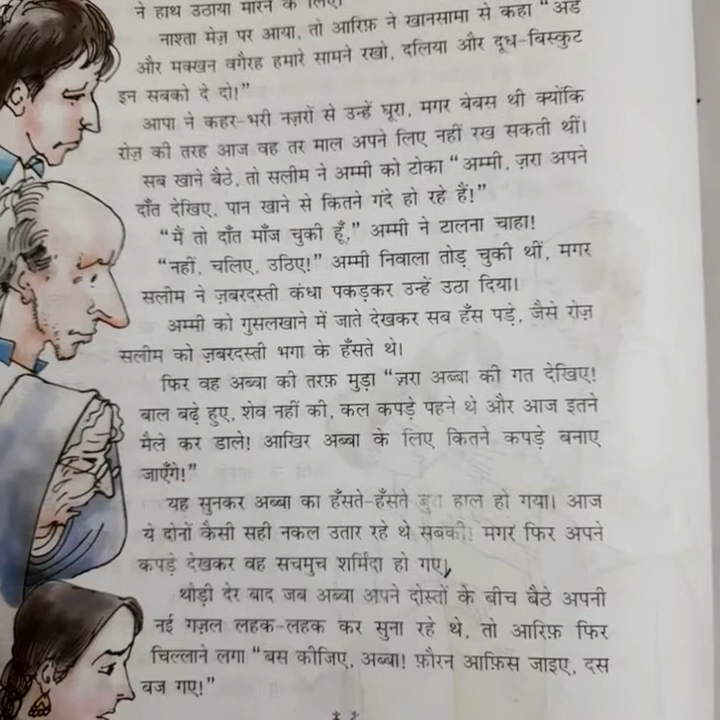 ने हाथ उठाया मारने के लिए!
नाश्ता मेज़ पर आया, तो आरिफ़ ने खानसामा से कहा “अंडे
और मक्खन वगैरह हमारे सामने रखो, दलिया और दूध-बिस्कुट
इन सबको दे दो!”
आपा ने कहर-भरी नज़रों से उन्हें घूरा, मगर बेबस थी क्योंकि
रोज़ की तरह आज वह तर माल अपने लिए नहीं रख सकती थीं।
सब खाने बैठे, तो सलीम ने अम्मी को टोका “अम्मी, ज़रा अपने
दाँत देखिए, पान खाने से कितने गंदे हो रहे हैं!”
“मैं तो दाँत माँज चुकी हूँ,” अम्मी ने टालना चाहा!
“नहीं, चलिए, उठिए!” अम्मी निवाला तोड़ चुकी थीं, मगर
सलीम ने ज़बरदस्ती कंधा पकड़कर उन्हें उठा दिया।
अम्मी को गुसलखाने में जाते देखकर सब हँस पड़े, जैसे रोज़
सलीम को ज़बरदस्ती भगा के हँसते थे।
फिर वह अब्बा की तरफ़ मुड़ा “ज़रा अब्बा की गत देखिए!
बाल बढ़े हुए, शेव नहीं की, कल कपड़े पहने थे और आज इतने
मैले कर डाले! आखिर अब्बा के लिए कितने कपड़े बनाए
जाएँगे!”
यह सुनकर अब्बा का हँसते-हँसते बुरा हाल हो गया। आज
ये दोनों कैसी सही नकल उतार रहे थे सबकी! मगर फिर अपने
कपड़े देखकर वह सचमुच शर्मिंदा हो गए।
थोड़ी देर बाद जब अब्बा अपने दोस्तों के बीच बैठे अपनी
नई गज़ल लहक-लहक कर सुना रहे थे, तो आरिफ़ फिर
चिल्लाने लगा “बस कीजिए, अब्बा! फ़ौरन आफ़िस जाइए, दस
बज गए!”